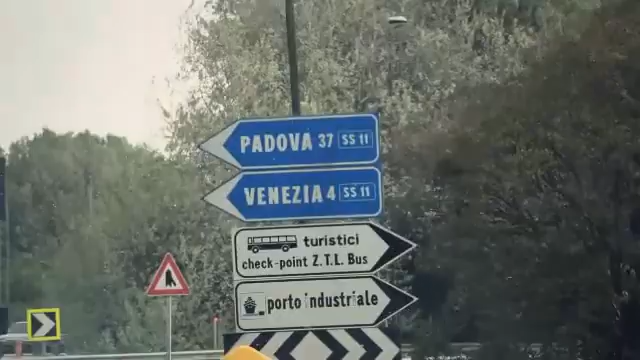 PADOVA 37 SS 11
VENEZIA 4 SS 11
turistici
check-point Z.T.L. Bus
porto industriale